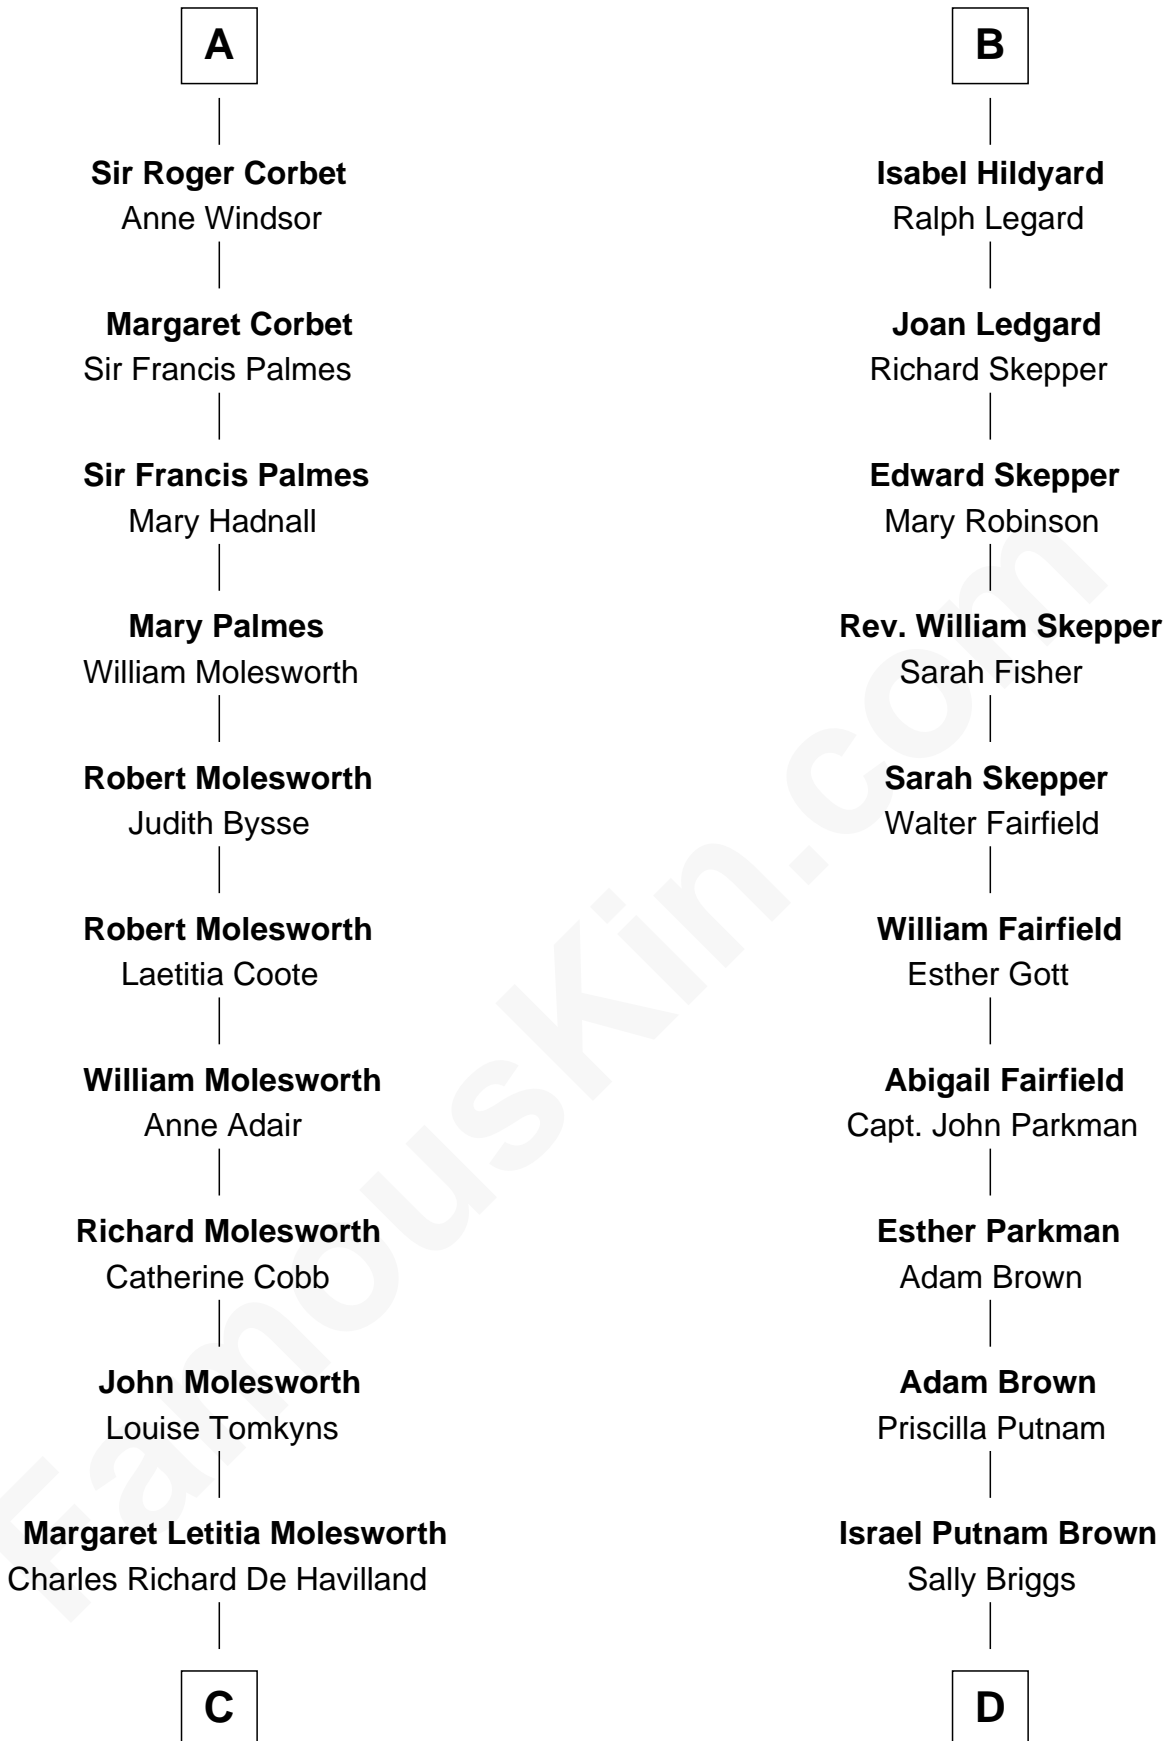 A
Sir Roger Corbet
Anne Windsor
Margaret Corbet
Sir Francis Palmes
Sir Francis Palmes
Mary Hadnall
Mary Palmes
William Molesworth
Robert Molesworth
Judith Bysse
Robert Molesworth
Laetitia Coote
William Molesworth
Anne Adair
Richard Molesworth
Catherine Cobb
John Molesworth
Louise Tomkyns
Margaret Letitia Molesworth
Charles Richard De Havilland
C
B
Isabel Hildyard
Ralph Legard
Joan Ledgard
Richard Skepper
Edward Skepper
Mary Robinson
Rev. William Skepper
Sarah Fisher
Sarah Skepper
Walter Fairfield
William Fairfield
Esther Gott
Abigail Fairfield
Capt. John Parkman
Esther Parkman
Adam Brown
Adam Brown
Priscilla Putnam
Israel Putnam Brown
Sally Briggs
D
FamousKin.com